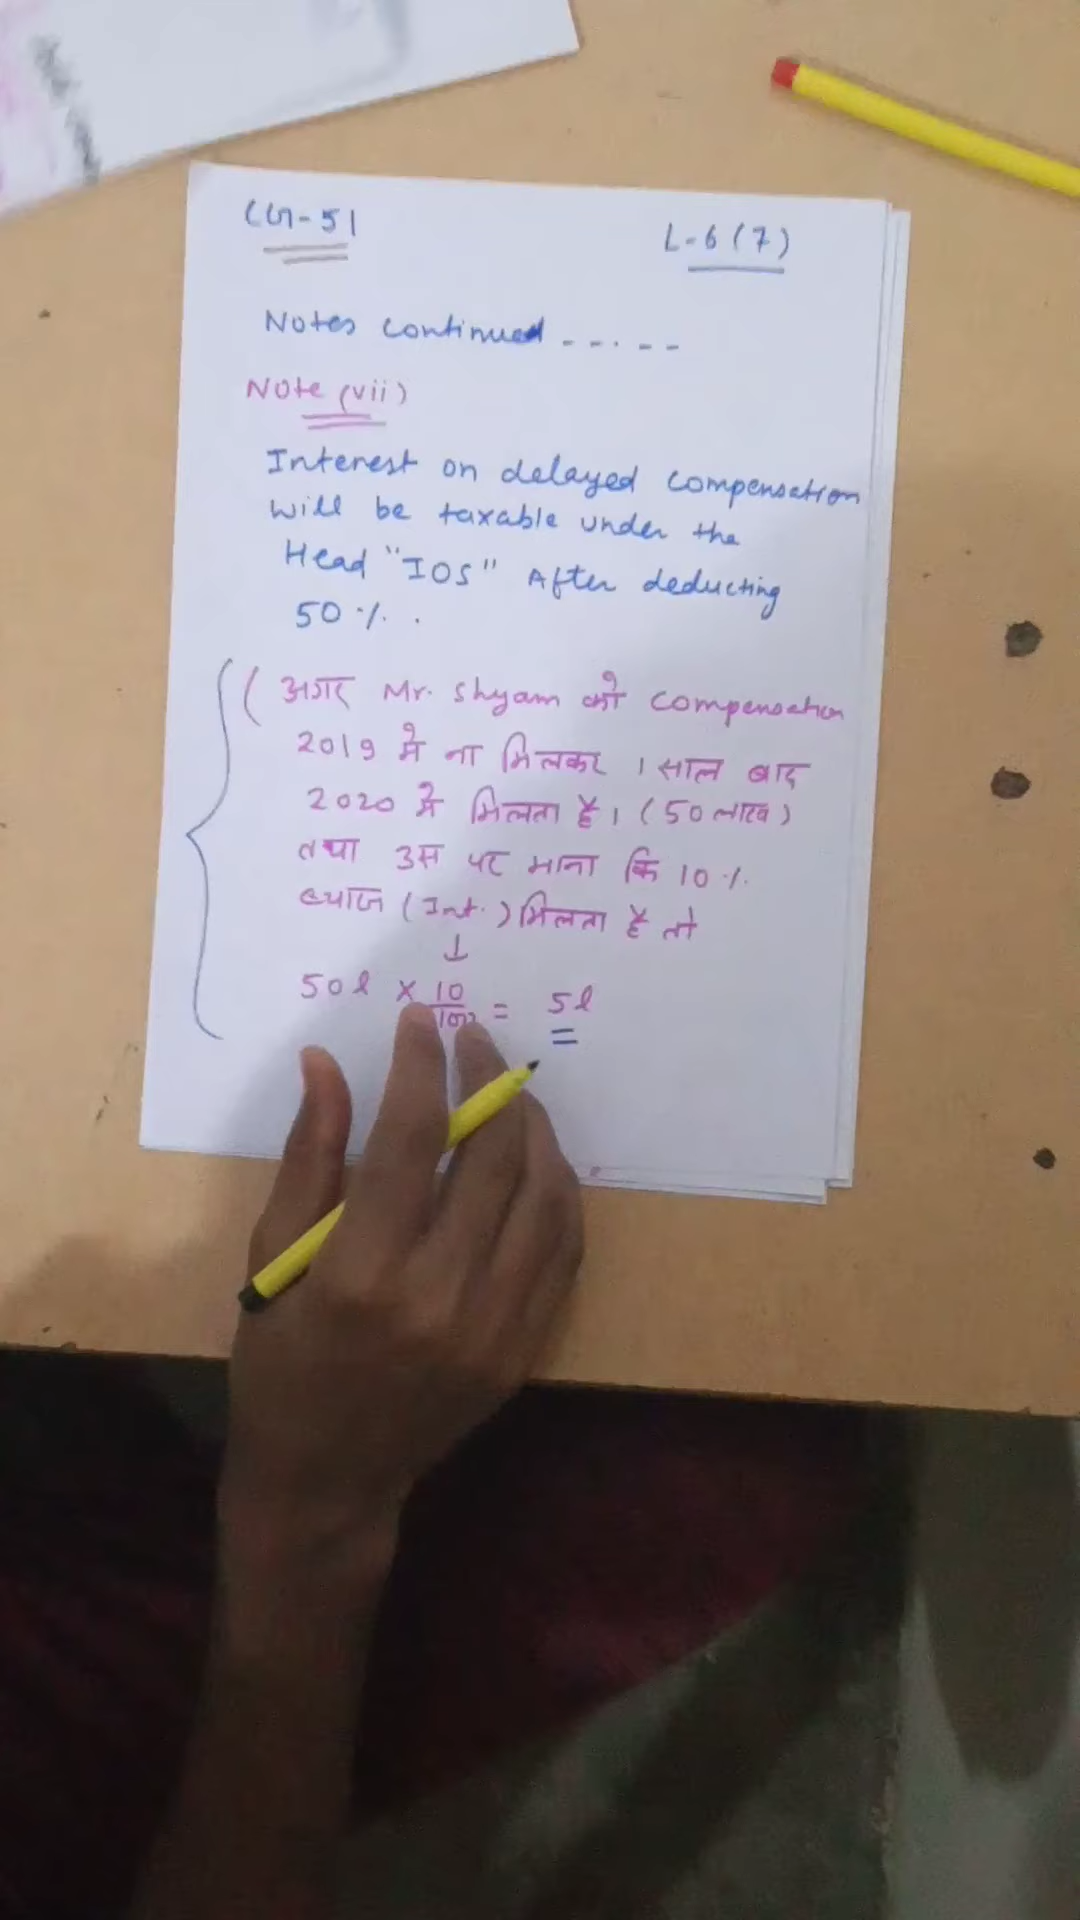 CG-51
L-6(7)
Notes continued -----
Note (vii)
Interest on delayed compensation
will be taxable under the
Head "IOS" After deducting
50 %.
( अगर Mr. Shyam को compensation
2019 में ना मिलकर 1 साल बाद
2020 में मिलता है। (50 लाख)
तथा उस पर माना कि 10 %
ब्याज (Int.) मिलता है तो
↓
50l × 10/100 = 5l